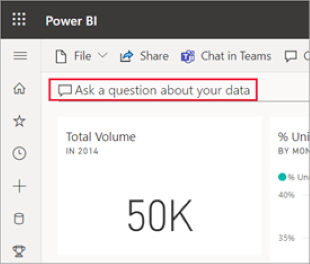 Power BI
File Share Chat in Teams
Ask a question about your data
Total Volume
IN 2014
50K
% Uni
BY MON
% Un
40%
35%